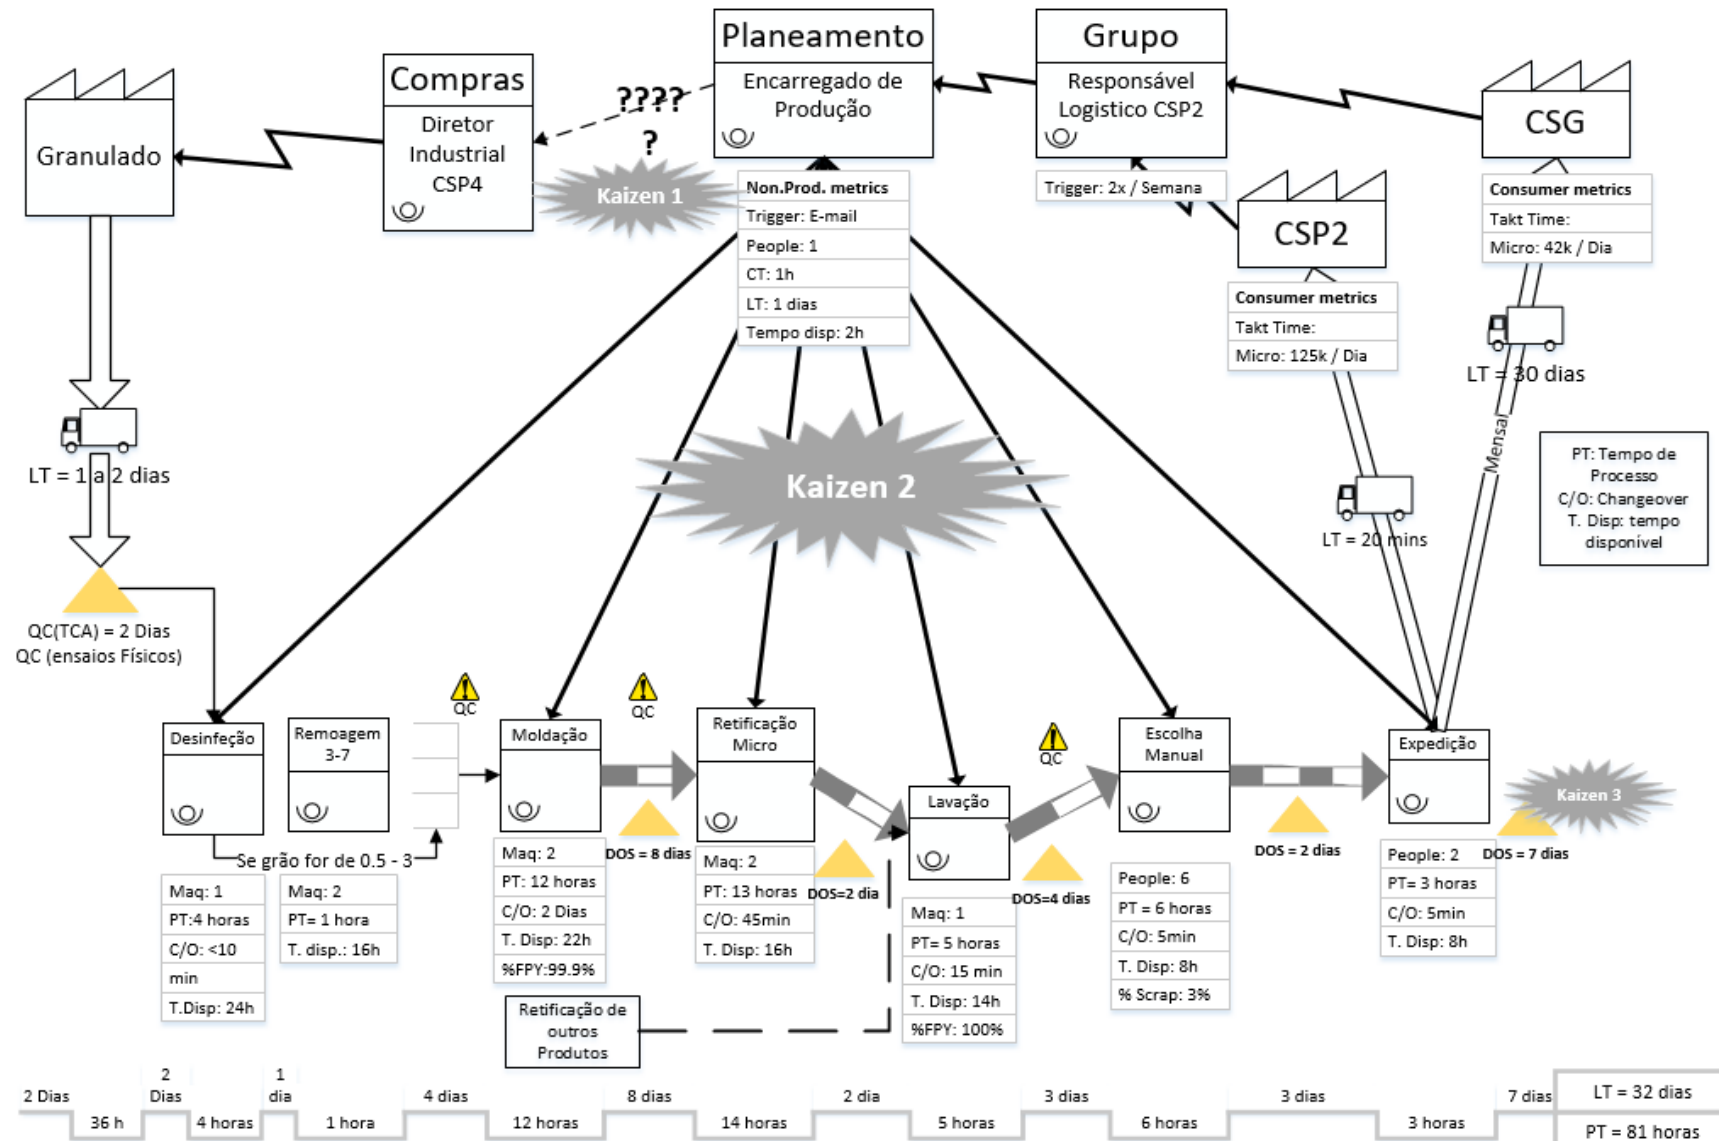 Granulado
Compras
Diretor
Industrial
CSP4
????
?
Kaizen 1
Planeamento
Encarregado de
Produção
Non.Prod. metrics
Trigger: E-mail
People: 1
CT: 1h
LT: 1 dias
Tempo disp: 2h
Grupo
Responsável
Logistico CSP2
Trigger: 2x / Semana
CSP2
Consumer metrics
Takt Time:
Micro: 125k / Dia
CSG
Consumer metrics
Takt Time:
Micro: 42k / Dia
LT = 30 dias
Mensal
LT = 20 mins
PT: Tempo de
Processo
C/O: Changeover
T. Disp: tempo
disponível
LT = 1 a 2 dias
QC(TCA) = 2 Dias
QC (ensaios Físicos)
Kaizen 2
Desinfeção
Maq: 1
PT:4 horas
C/O: <10
min
T.Disp: 24h
Remoagem
3-7
Se grão for de 0.5 - 3
Maq: 2
PT= 1 hora
T. disp.: 16h
QC
Moldação
Maq: 2
PT: 12 horas
C/O: 2 Dias
T. Disp: 22h
%FPY:99.9%
QC
DOS = 8 dias
Retificação
Micro
Maq: 2
PT: 13 horas
C/O: 45min
T. Disp: 16h
DOS=2 dia
Retificação de
outros
Produtos
Lavação
Maq: 1
PT= 5 horas
C/O: 15 min
T. Disp: 14h
%FPY: 100%
QC
DOS=4 dias
Escolha
Manual
People: 6
PT = 6 horas
C/O: 5min
T. Disp: 8h
% Scrap: 3%
DOS = 2 dias
Expedição
People: 2
PT= 3 horas
C/O: 5min
T. Disp: 8h
Kaizen 3
DOS = 7 dias
2 Dias
36 h
2
Dias
4 horas
1
dia
1 hora
4 dias
12 horas
8 dias
14 horas
2 dia
5 horas
3 dias
6 horas
3 dias
3 horas
7 dias
LT = 32 dias
PT = 81 horas